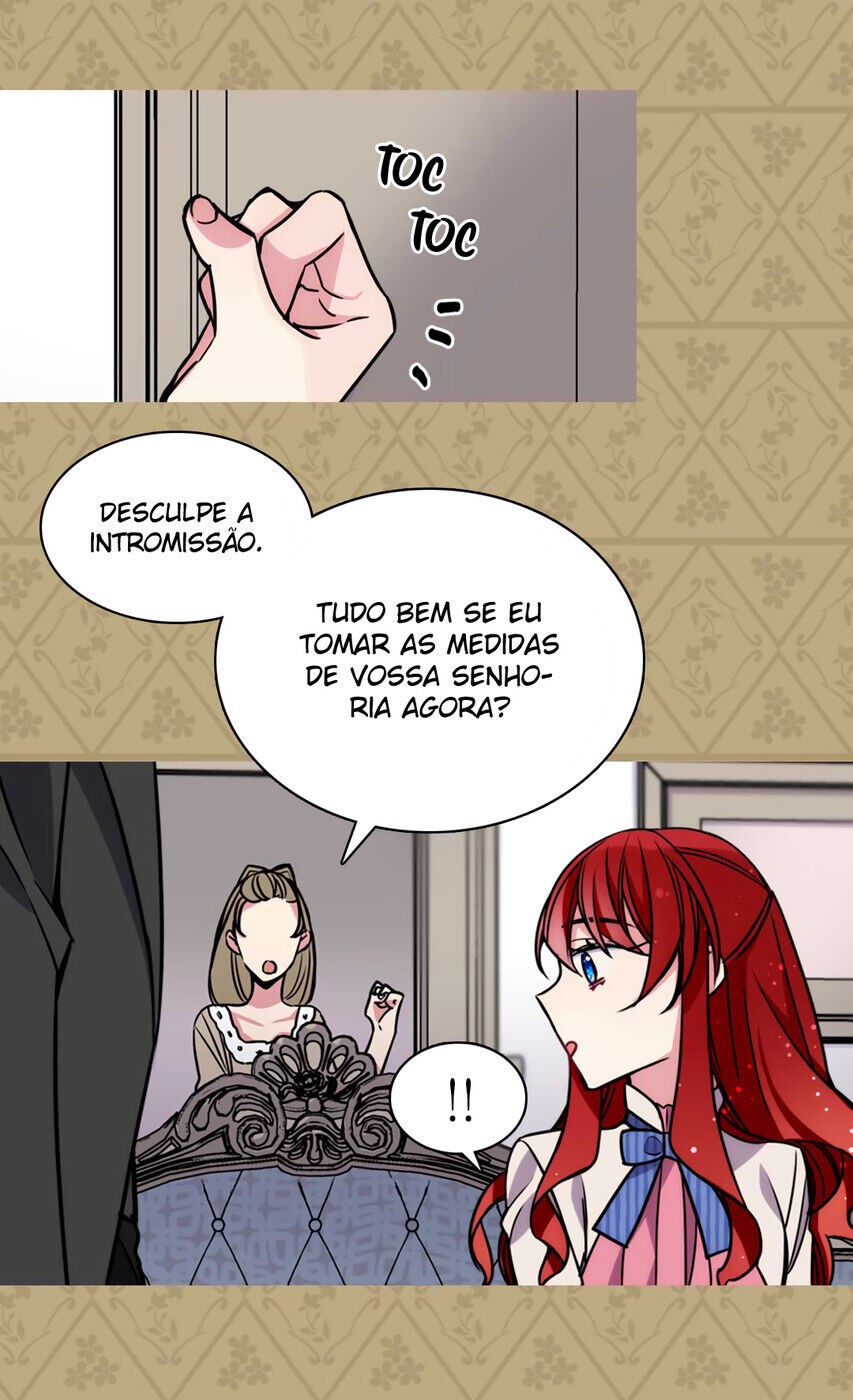 TOC
TOC
DESCULPE A
INTROMISSÃO.
TUDO BEM SE EU
TOMAR AS MEDIDAS
DE VOSSA SENHO-
RIA AGORA?
!!